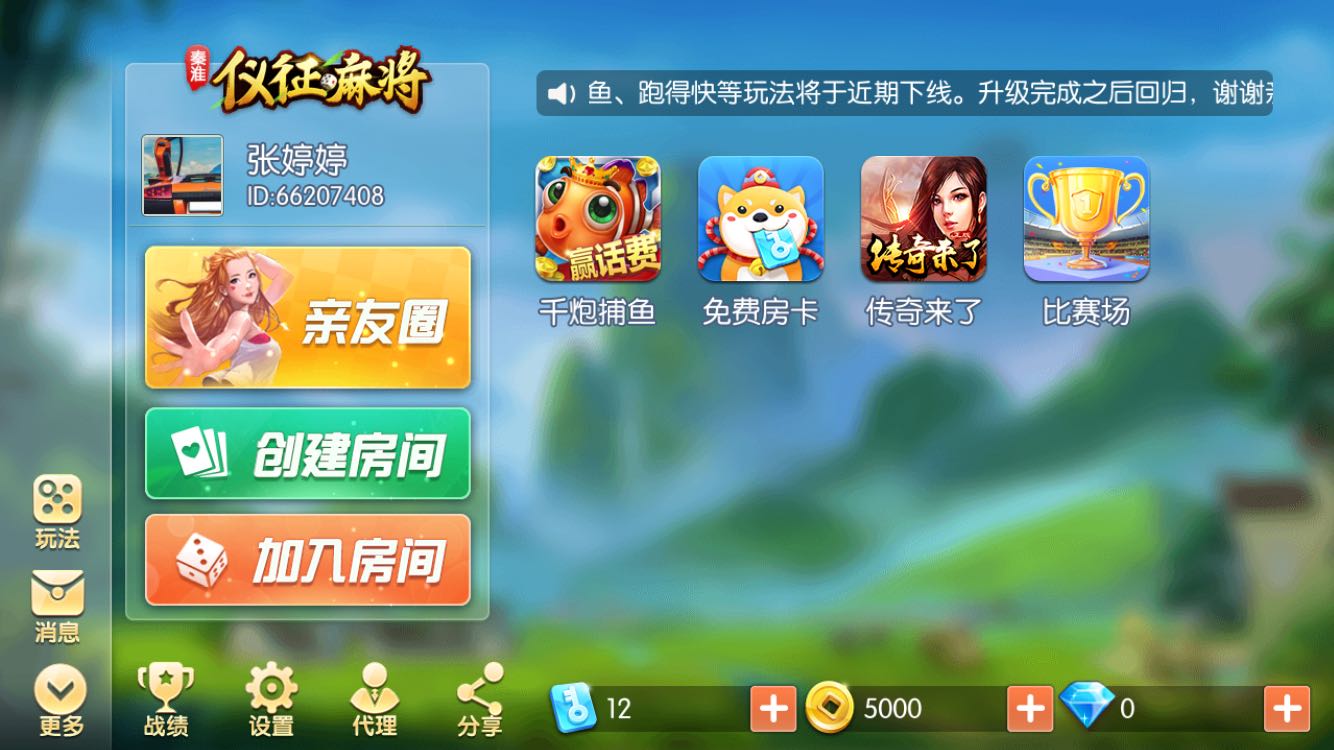 秦淮
仪征麻将
张婷婷
ID:66207408
鱼、跑得快等玩法将于近期下线。升级完成之后回归，谢谢
赢话费
千炮捕鱼
免费房卡
传奇来了
传奇来了
1
比赛场
亲友圈
创建房间
加入房间
玩法
消息
更多
战绩
设置
代理
分享
12
5000
0